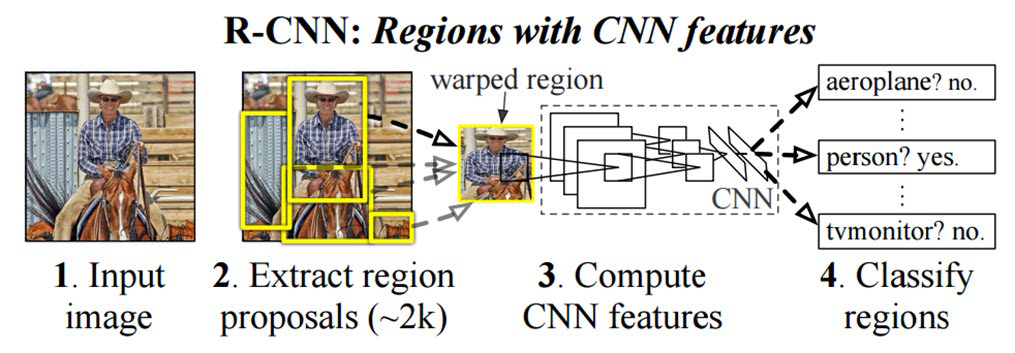 R-CNN: Regions with CNN features
warped region
aeroplane? no.
person? yes.
tvmonitor? no.
CNN
1. Input
image
2. Extract region
proposals (~2k)
3. Compute
CNN features
4. Classify
regions